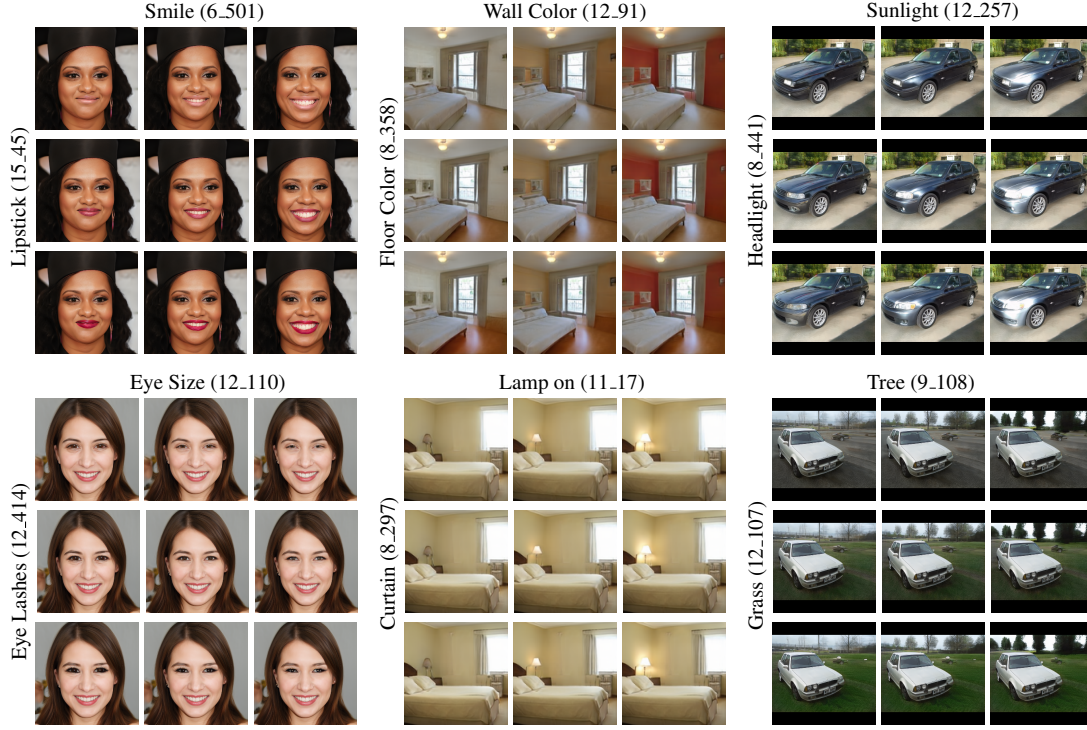 Smile (6_501)
Wall Color (12_91)
Sunlight (12_257)
Lipstick (15_45)
Floor Color (8_358)
Headlight (8_441)
Eye Size (12_110)
Lamp on (11_17)
Tree (9_108)
Eye Lashes (12_414)
Curtain (8_297)
Grass (12_107)